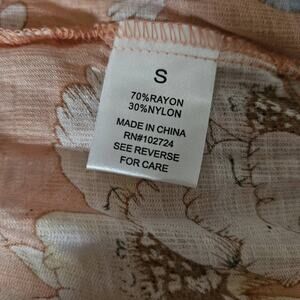 S
70%RAYON
30%NYLON
MADE IN CHINA
RN#102724
SEE REVERSE
FOR CARE